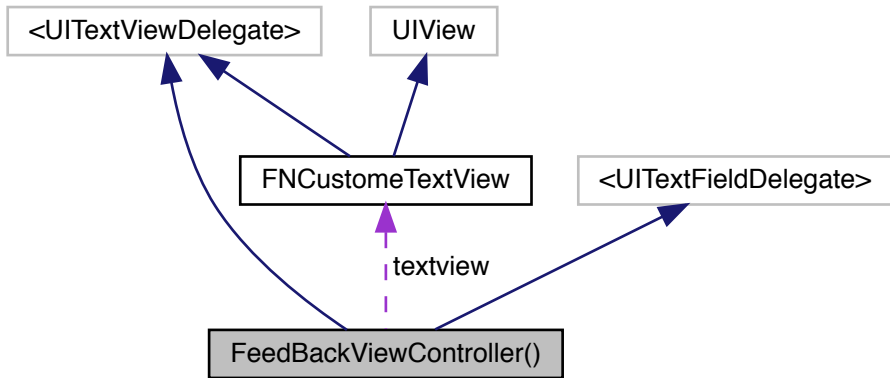 <UITextViewDelegate>
UIView
FNCustomeTextView
<UITextFieldDelegate>
textview
FeedBackViewController()